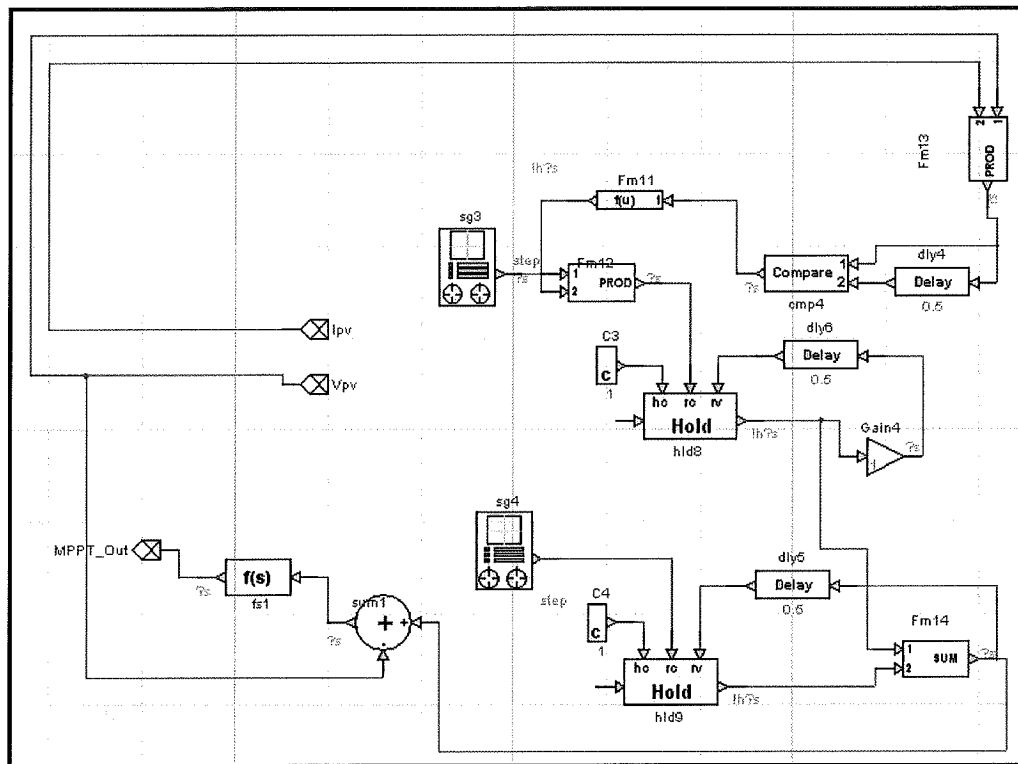 2
1
Fm13
PROD
?s
!h?s
Fm11
f(u) 1
sg3
step
?s
Fm12
1
2
PROD
?s
Compare
1
2
?s
cmp4
dly4
Delay
0.5
Ipv
Vpv
C3
C
1
dly6
Delay
0.5
ho rc rv
Hold
!h?s
hld8
Gain4
?s
sg4
step
MPPT_Out
?s
f(s)
fs1
sum1
+
+
-
?s
C4
C
1
dly5
Delay
0.5
ho rc rv
Hold
!h?s
hld9
Fm14
1
2
SUM
?s